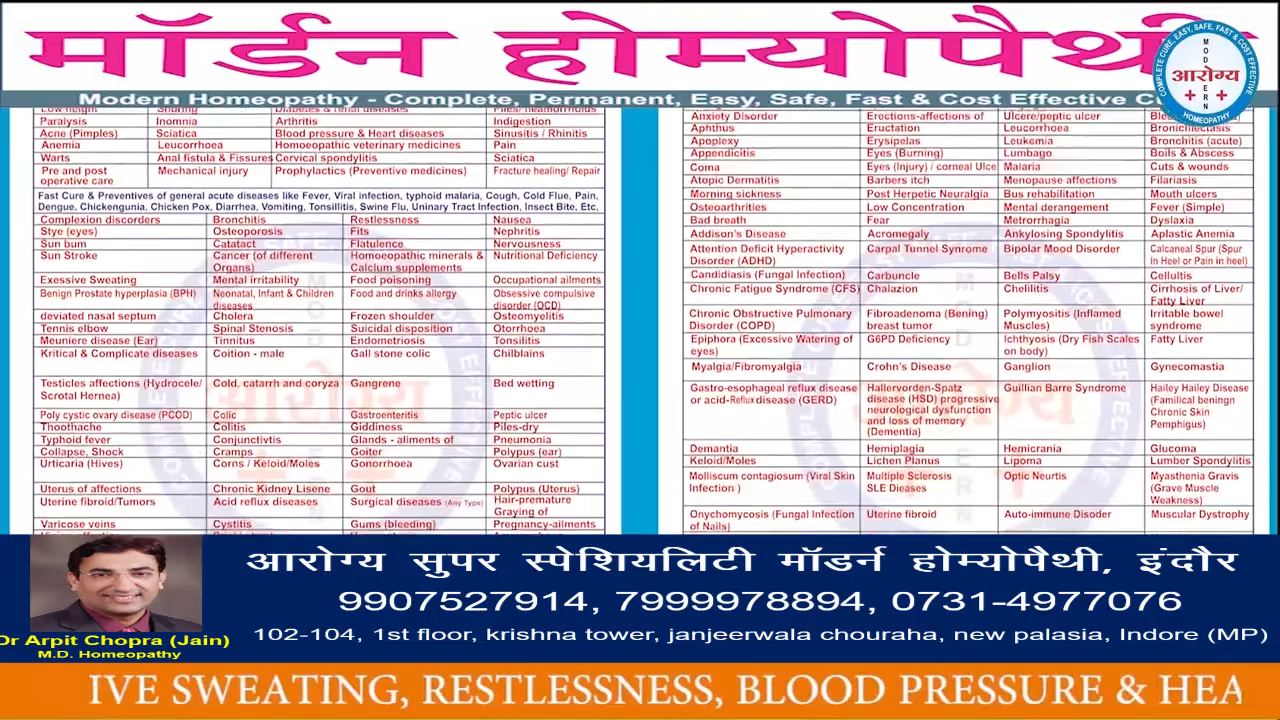 मॉर्डन होम्योपैथी
Modern Homeopathy - Complete, Permanent, Easy, Safe, Fast & Cost Effective
COMPLETE CURE, EASY, SAFE, FAST & COST EFFECTIVE
MODERN
आरोग्य
HOMEOPATHY
Paralysis Inomnia Arthritis Indigestion
Acne (Pimples) Sciatica Blood pressure & Heart diseases Sinusitis / Rhinitis
Anemia Leucorrhoea Homoeopathic veterinary medicines Pain
Warts Anal fistula & Fissures Cervical spondylitis Sciatica
Pre and post operative care Mechanical injury Prophylactics (Preventive medicines) Fracture healing/ Repair
Fast Cure & Preventives of general acute diseases like Fever, Viral infection, typhoid malaria, Cough, Cold Flue, Pain,
Dengue, Chickengunia, Chicken Pox, Diarrhea, Vomiting, Tonsillitis, Swine Flu, Uninary Tract Infection, Insect Bite, Etc,
Complexion disorders Bronchitis Restlessness Nausea
Stye (eyes) Osteoporosis Fits Nephritis
Sun bum Catatact Flatulence Nervousness
Sun Stroke Cancer (of different Organs) Homoeopathic minerals & Calcium supplements Nutritional Deficiency
Exessive Sweating Mental irritability Food poisoning Occupational ailments
Benign Prostate hyperplasia (BPH) Neonatal, Infant & Children diseases Food and drinks allergy Obsessive compulsive disorder (OCD)
deviated nasal septum Cholera Frozen shoulder Osteomyelitis
Tennis elbow Spinal Stenosis Suicidal disposition Otorrhoea
Meuniere disease (Ear) Tinnitus Endometriosis Tonsilitis
Kritical & Complicate diseases Coition - male Gall stone colic Chilblains
Testicles affections (Hydrocele/ Scrotal Hernea) Cold, catarrh and coryza Gangrene Bed wetting
Poly cystic ovary disease (PCOD) Colic Gastroenteritis Peptic ulcer
Thoothache Colitis Giddiness Piles-dry
Typhoid fever Conjunctivtis Glands - aliments of Pneumonia
Collapse, Shock Cramps Goiter Polypus (ear)
Urticaria (Hives) Corns / Keloid/Moles Gonorrhoea Ovarian cust
Uterus of affections Chronic Kidney Lisene Gout Polypus (Uterus)
Uterine fibroid/Tumors Acid reflux diseases Surgical diseases (Any Type) Hair-premature Graying of
Varicose veins Cystitis Gums (bleeding) Pregnancy-ailments
Anxiety Disorder Erections-affections of Ulcere/peptic ulcer
Aphthus Eructation Leucorrhoea Bronchiectasis
Apoplexy Erysipelas Leukemia Bronchitis (acute)
Appendicitis Eyes (Burning) Lumbago Boils & Abscess
Coma Eyes (Injury) / corneal Ulce Malaria Cuts & wounds
Atopic Dermatitis Barbers itch Menopause affections Filariasis
Morning sickness Post Herpetic Neuralgia Bus rehabilitation Mouth ulcers
Osteoarthrities Low Concentration Mental derangement Fever (Simple)
Bad breath Fear Metrorrhagia Dyslaxia
Addison's Disease Acromegaly Ankylosing Spondylitis Aplastic Anemia
Attention Deficit Hyperactivity Disorder (ADHD) Carpal Tunnel Syndrome Bipolar Mood Disorder Calcaneal Spur (Spur In Heel or Pain in heel)
Candidiasis (Fungal Infection) Carbuncle Bells Palsy Cellultis
Chronic Fatigue Syndrome (CFS) Chalazion Chelilitis Cirrhosis of Liver/ Fatty Liver
Chronic Obstructive Pulmonary Disorder (COPD) Fibroadenoma (Bening) breast tumor Polymyositis (Inflamed Muscles) Irritable bowel syndrome
Epiphora (Excessive Watering of eyes) G6PD Deficiency Ichthyosis (Dry Fish Scales on body) Fatty Liver
Myalgia/Fibromyalgia Crohn's Disease Ganglion Gynecomastia
Gastro-esophageal reflux disease or acid-Reflux disease (GERD) Hallervorden-Spatz disease (HSD) progressive neurological dysfunction and loss of memory (Dementia) Guillian Barre Syndrome Hailey Hailey Disease (Familical beningn Chronic Skin Pemphigus)
Demantia Hemiplagia Hemicrania Glucoma
Keloid/Moles Lichen Planus Lipoma Lumber Spondylitis
Molliscum contagiosum (Viral Skin Infection ) Multiple Sclerosis SLE Dieases Optic Neurtis Myasthenia Gravis (Grave Muscle Weakness)
Onychomycosis (Fungal Infection of Nails) Uterine fibroid Auto-immune Disoder Muscular Dystrophy
आरोग्य सुपर स्पेशियलिटी मॉडर्न होम्योपैथी, इंदौर
9907527914, 7999978894, 0731-4977076
102-104, 1st floor, krishna tower, janjeerwala chouraha, new palasia, Indore (MP)
Dr Arpit Chopra (Jain)
M.D. Homeopathy
IVE SWEATING, RESTLESSNESS, BLOOD PRESSURE & HEA